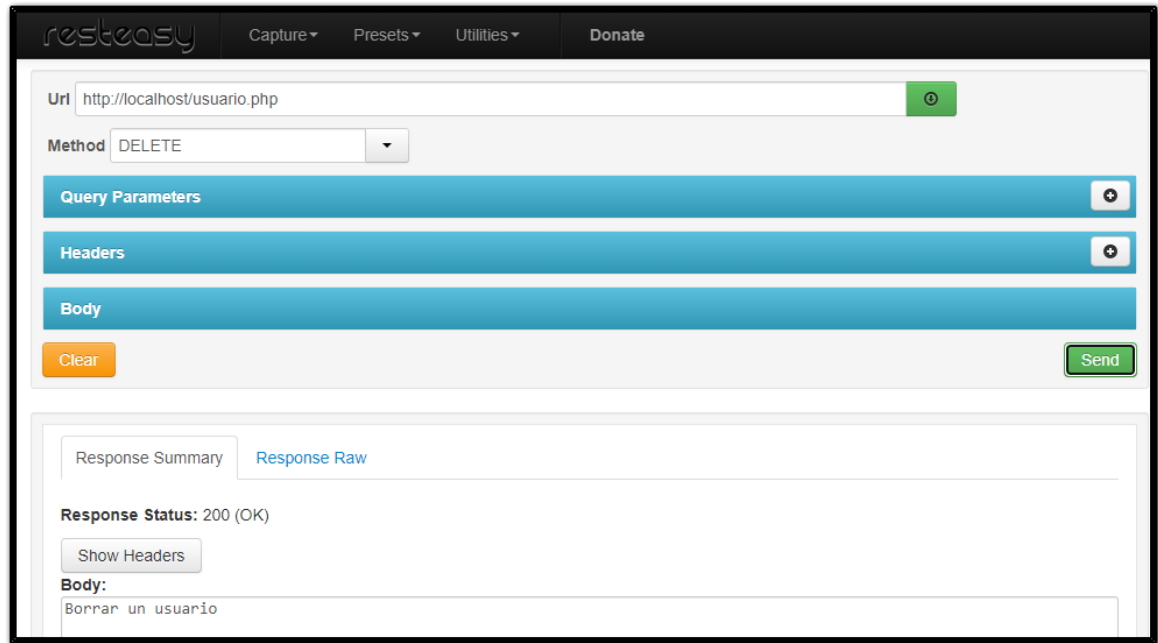 resteasy Capture Presets Utilities Donate
Url http://localhost/usuario.php
Method DELETE
Query Parameters
Headers
Body
Clear Send
Response Summary Response Raw
Response Status: 200 (OK)
Show Headers
Body:
Borrar un usuario